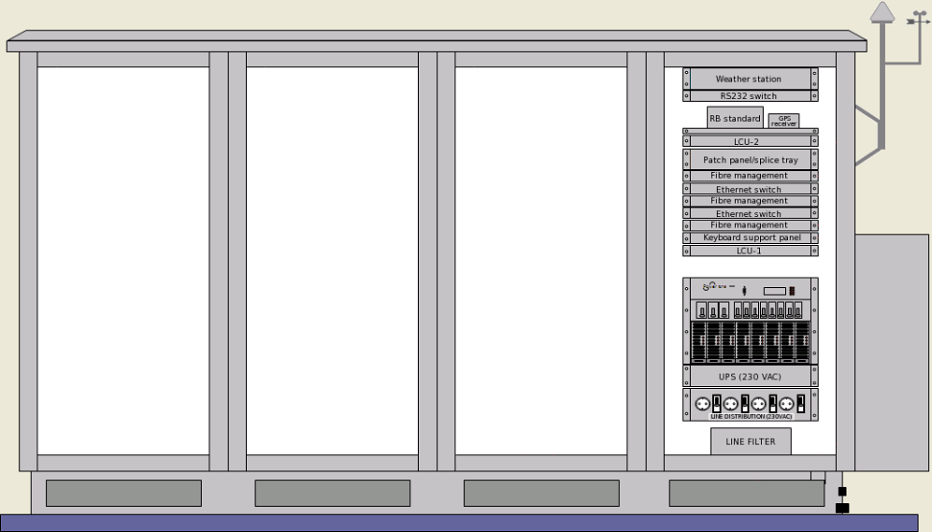 Weather station
RS232 switch
RB standard
GPS
receiver
LCU-2
Patch panel/splice tray
Fibre management
Ethernet switch
Fibre management
Ethernet switch
Fibre management
Keyboard support panel
LCU-1
UPS (230 VAC)
LINE DISTRIBUTION (230VAC)
LINE FILTER